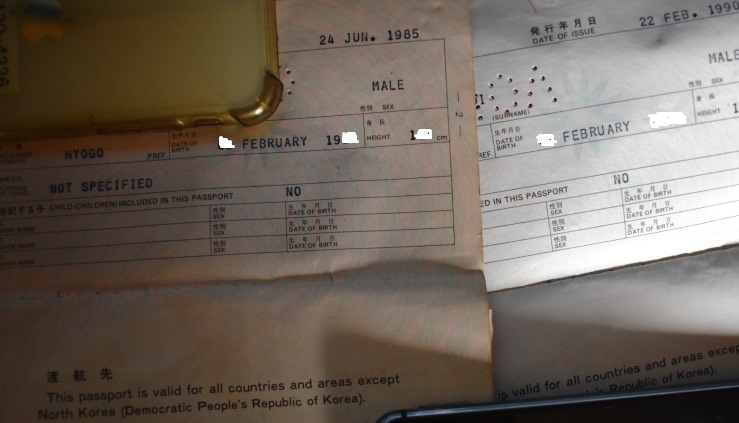 24 JUN. 1985
MALE
性別 SEX
身長
HEIGHT 1 cm
生年月日
DATE OF BIRTH
FEBRUARY 19
HYOGO PREF.
NOT SPECIFIED
CHILD (CHILDREN) INCLUDED IN THIS PASSPORT NO
性別
SEX
生年月日
DATE OF BIRTH
性別
SEX
生年月日
DATE OF BIRTH
性別
SEX
生年月日
DATE OF BIRTH
— 2 —
渡航先
This passport is valid for all countries and areas except
North Korea (Democratic People's Republic of Korea).
発行年月日
DATE OF ISSUE
22 FEB. 1990
MALE
性別 SEX
(SURNAME)
身長
HEIGHT 1
生年月日
DATE OF BIRTH
FEBRUARY
IN THIS PASSPORT NO
性別
SEX
生年月日
DATE OF BIRTH
性別
SEX
生年月日
DATE OF BIRTH
性別
SEX
生年月日
DATE OF BIRTH
is valid for all countries and areas except
People's Republic of Korea).